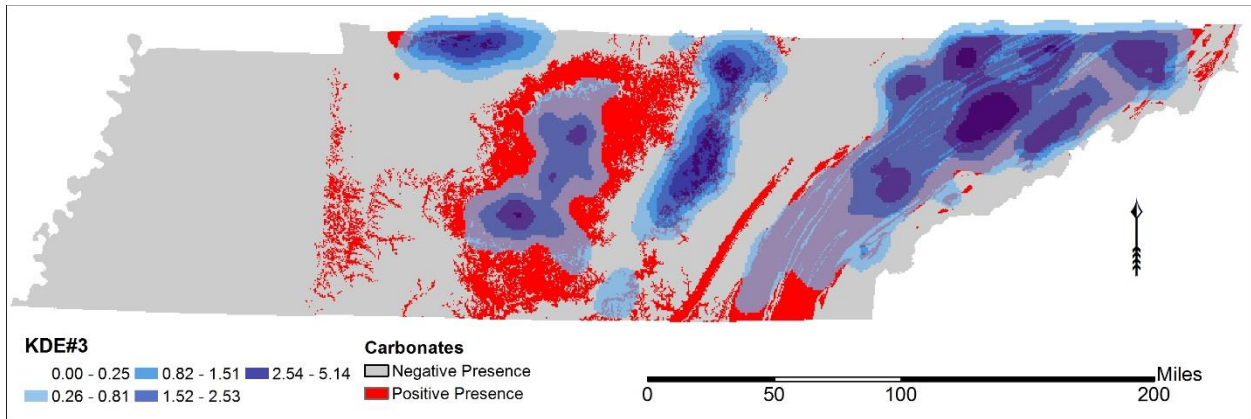 KDE#3
0.00 - 0.25 0.82 - 1.51 2.54 - 5.14
0.26 - 0.81 1.52 - 2.53
Carbonates
Negative Presence
Positive Presence
Miles
0 50 100 200